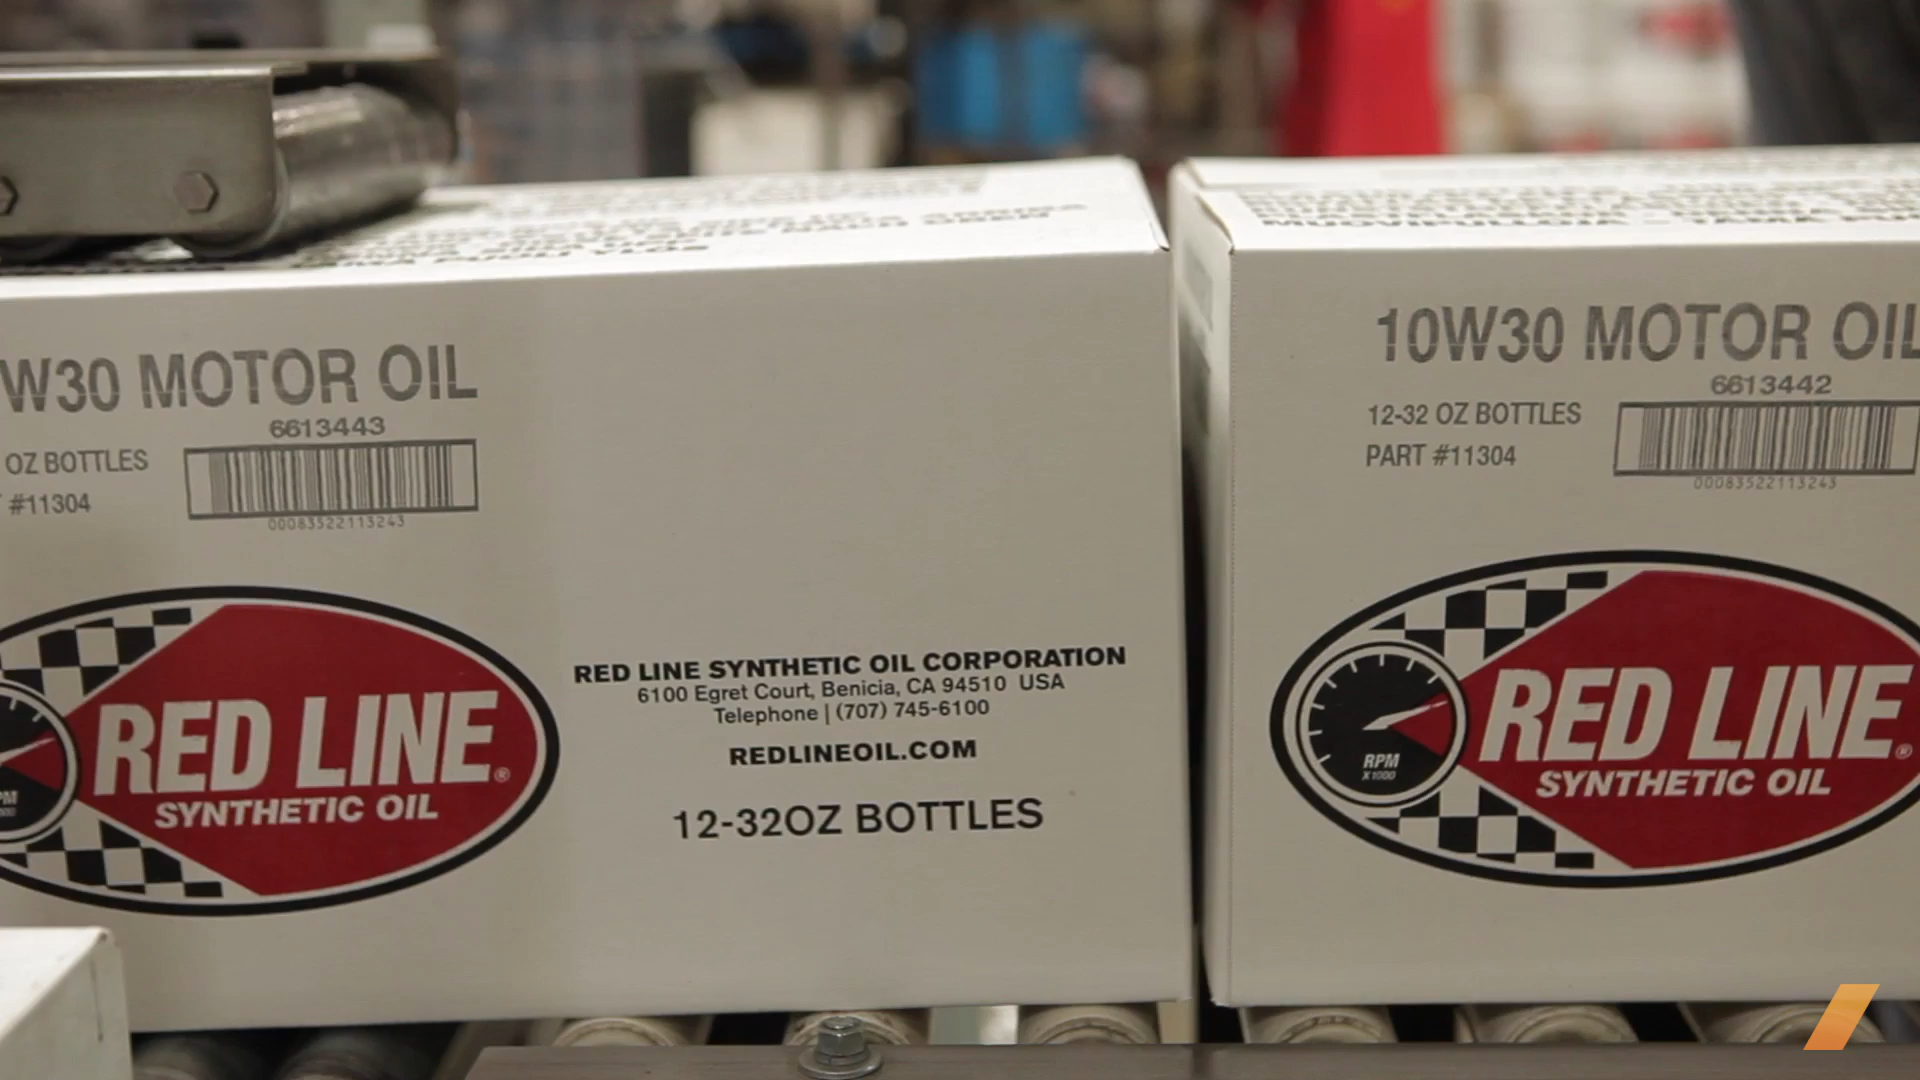 W30 MOTOR OIL
6613443
OZ BOTTLES
#11304
00083522113243
RED LINE®
SYNTHETIC OIL
RED LINE SYNTHETIC OIL CORPORATION
6100 Egret Court, Benicia, CA 94510 USA
Telephone | (707) 745-6100
REDLINEOIL.COM
12-32OZ BOTTLES
10W30 MOTOR OIL
6613442
12-32 OZ BOTTLES
PART #11304
00083522113243
RPM
X1000
RED LINE®
SYNTHETIC OIL